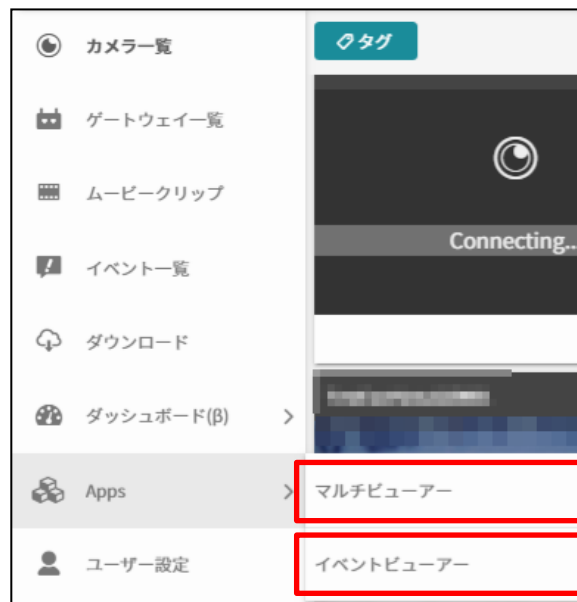 カメラ一覧
タグ
ゲートウェイ一覧
Connecting...
ムービークリップ
イベント一覧
ダウンロード
ダッシュボード(β)
Apps
マルチビューアー
ユーザー設定
イベントビューアー